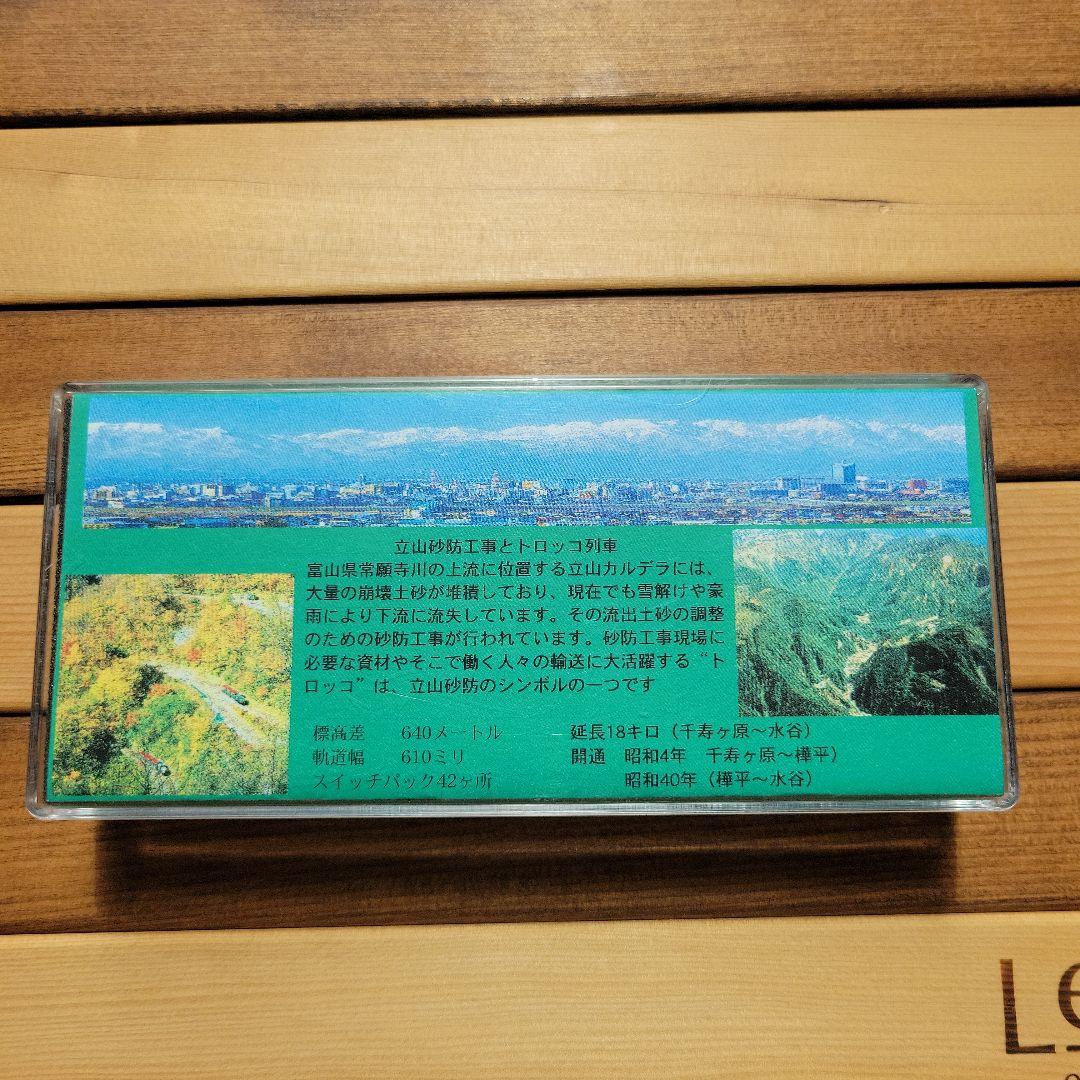 立山砂防工事とトロッコ列車
富山県常願寺川の上流に位置する立山カルデラには、
大量の崩壊土砂が堆積しており、現在でも雪解けや豪
雨により下流に流失しています。その流出土砂の調整
のための砂防工事が行われています。砂防工事現場に
必要な資材やそこで働く人々の輸送に大活躍する“ト
ロッコ”は、立山砂防のシンボルの一つです
標高差 640メートル
軌道幅 610ミリ
スイッチバック42ヶ所
延長18キロ（千寿ヶ原～水谷）
開通 昭和4年 千寿ヶ原～樺平）
昭和40年（樺平～水谷）